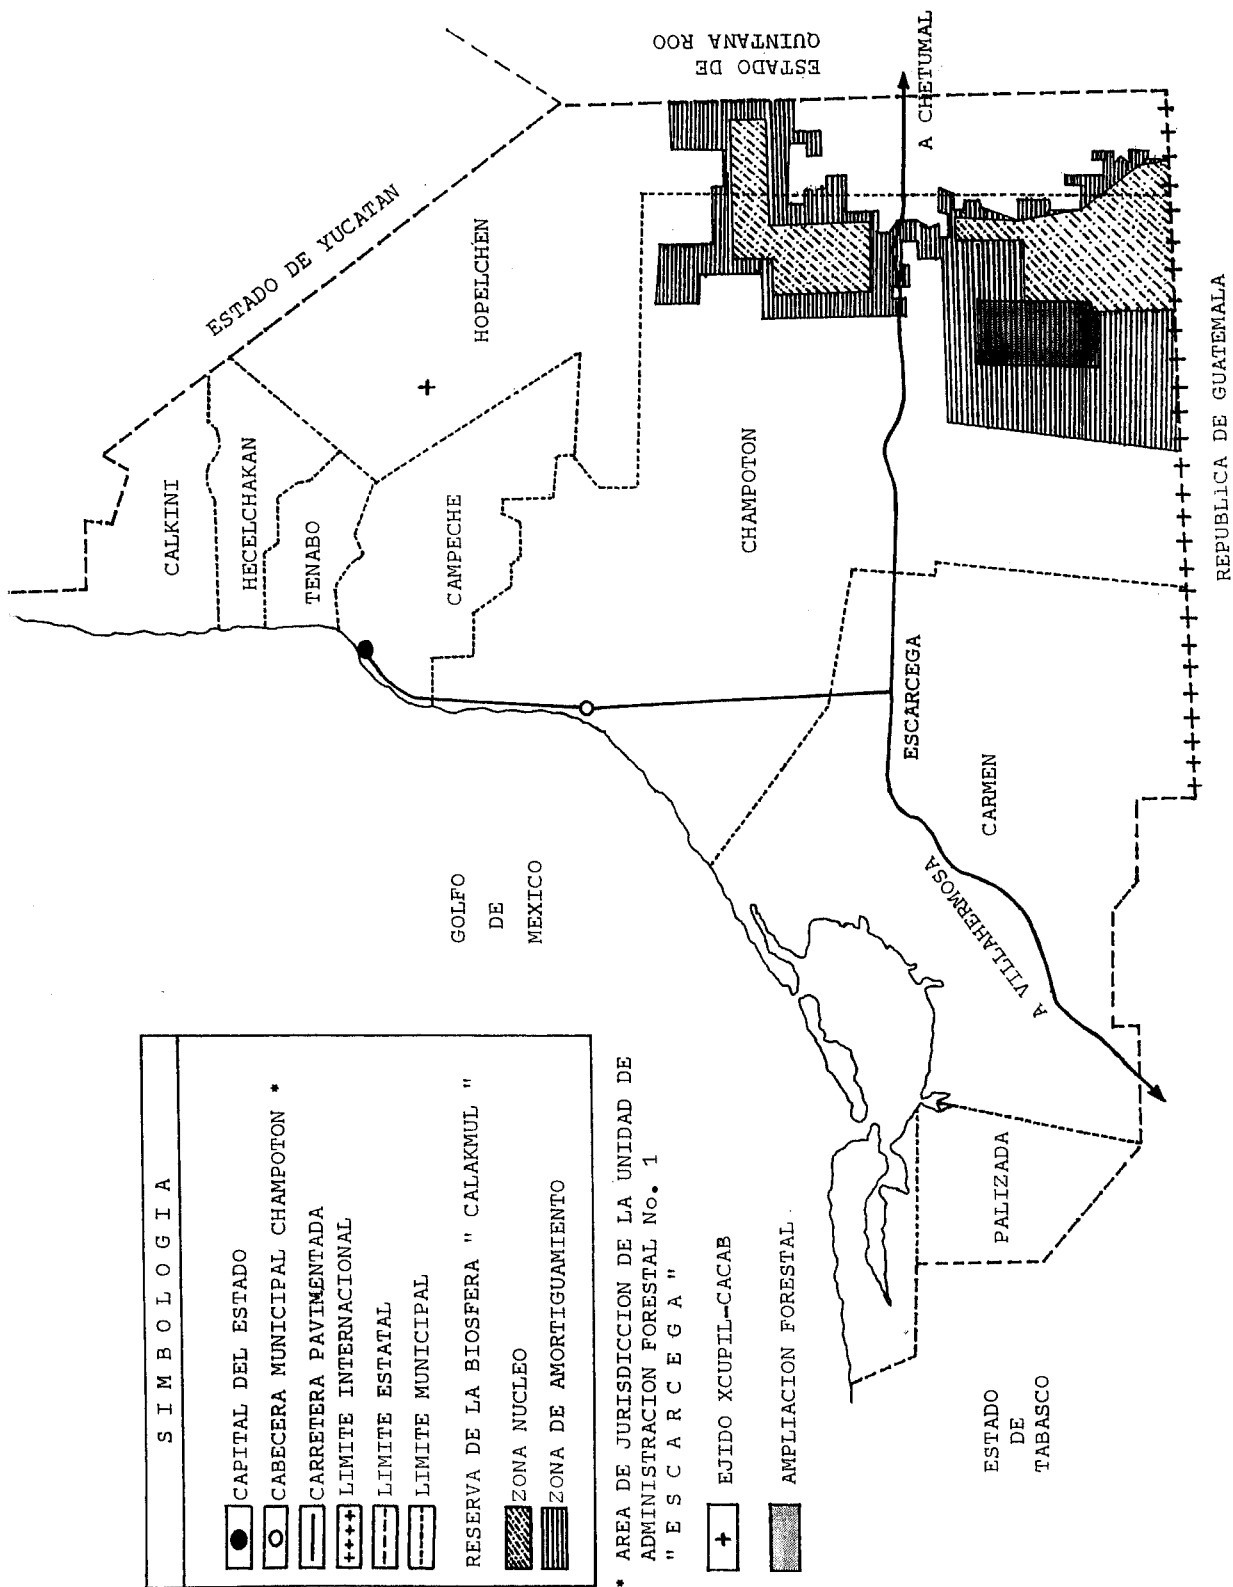 SIMBOLOGIA
CAPITAL DEL ESTADO
CABECERA MUNICIPAL CHAMPOTON *
CARRETERA PAVIMENTADA
LIMITE INTERNACIONAL
LIMITE ESTATAL
LIMITE MUNICIPAL
RESERVA DE LA BIOSFERA " CALAKMUL "
ZONA NUCLEO
ZONA DE AMORTIGUAMIENTO
* AREA DE JURISDICCION DE LA UNIDAD DE
ADMINISTRACION FORESTAL No. 1
" E S C A R C E G A "
EJIDO XCUPIL-CACAB
AMPLIACION FORESTAL
GOLFO
DE
MEXICO
ESTADO
DE
TABASCO
PALIZADA
A VILLAHERMOSA
CARMEN
ESCARCEGA
CALKINI
HECELCHAKAN
TENABO
CAMPECHE
CHAMPOTON
HOPELCHEN
ESTADO DE YUCATAN
ESTADO DE
QUINTANA ROO
A CHETUMAL
REPUBLICA DE GUATEMALA